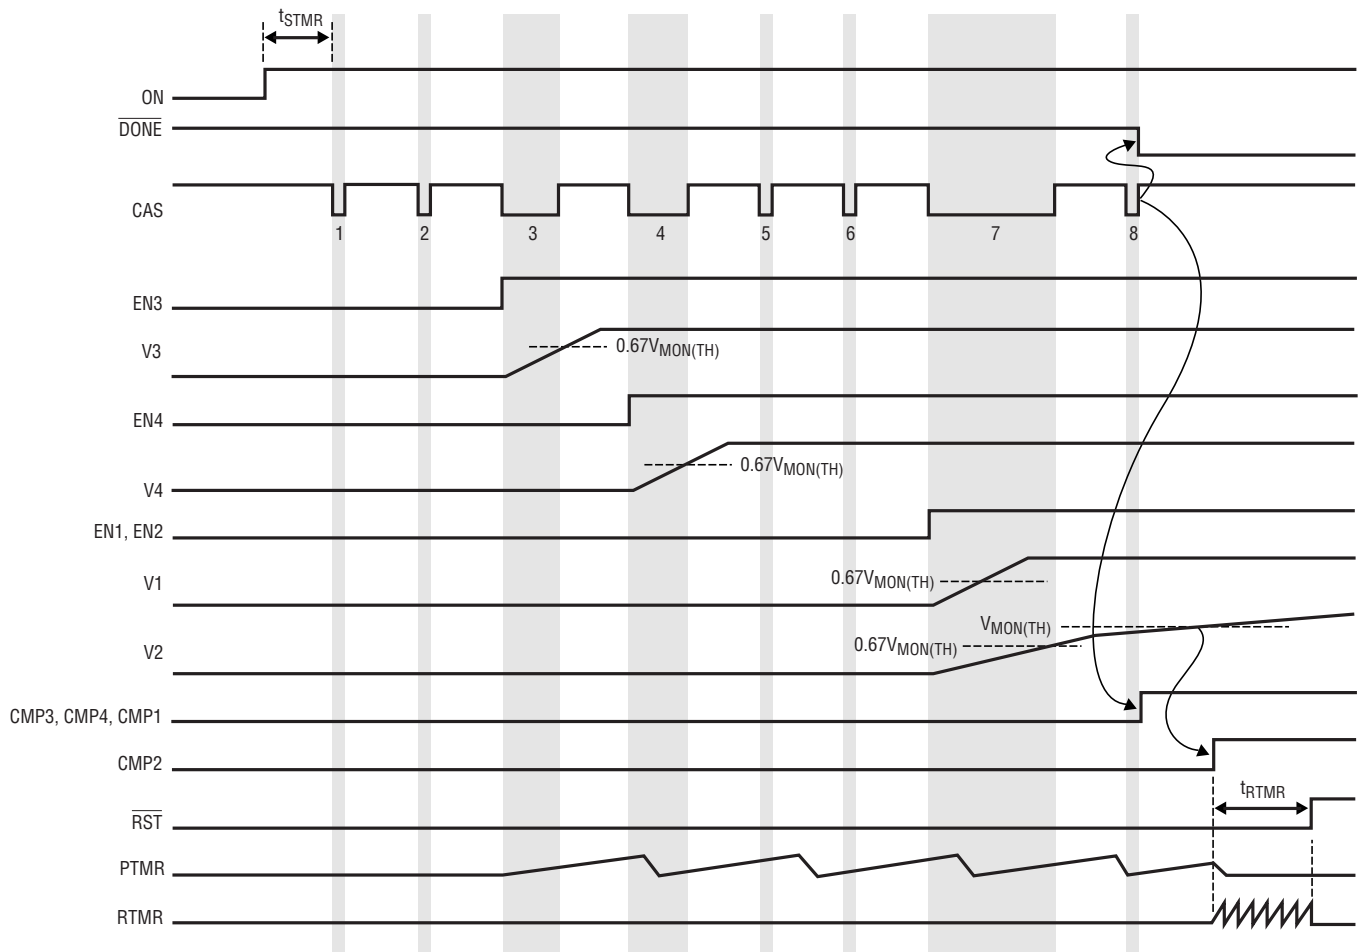 tSTMR
ON
DONE
CAS
1 2 3 4 5 6 7 8
EN3
V3
0.67VMON(TH)
EN4
V4
0.67VMON(TH)
EN1, EN2
V1
0.67VMON(TH)
VMON(TH)
V2
0.67VMON(TH)
CMP3, CMP4, CMP1
CMP2
tRTMR
RST
PTMR
RTMR